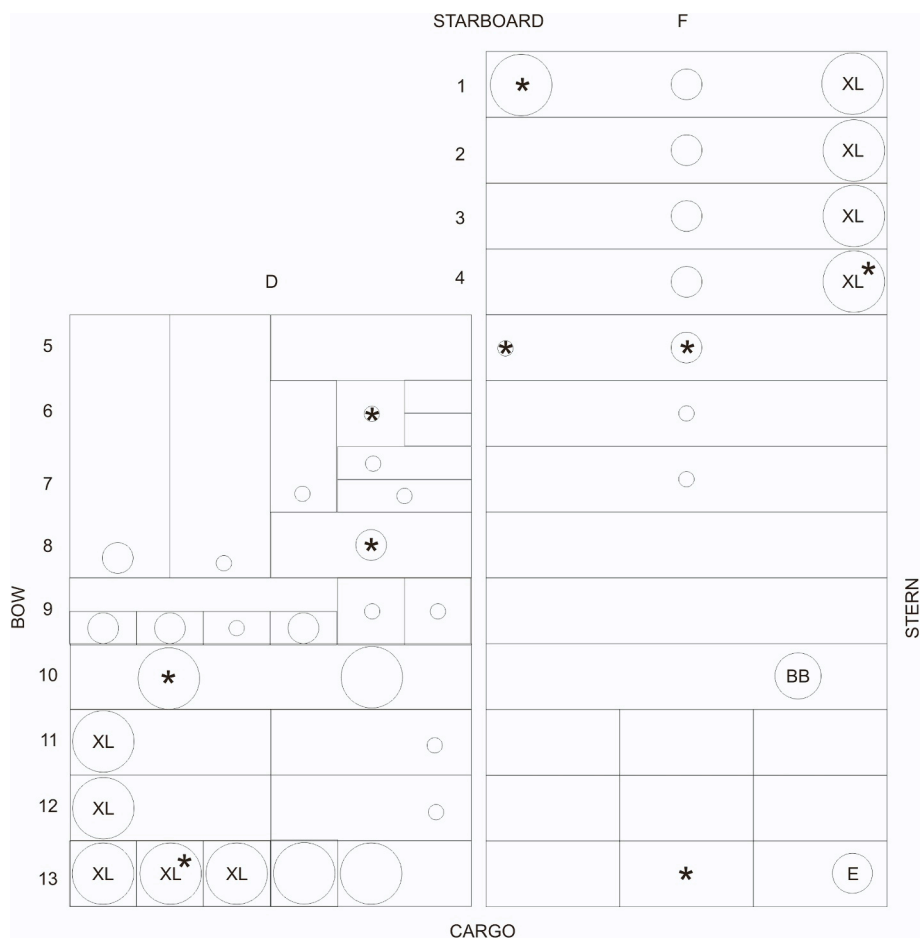 STARBOARD F
1 * XL
2 XL
3 XL
D 4 XL*
5 * *
6 *
7
8 *
9
10 * BB
11 XL
12 XL
13 XL XL* XL * E
BOW
STERN
CARGO